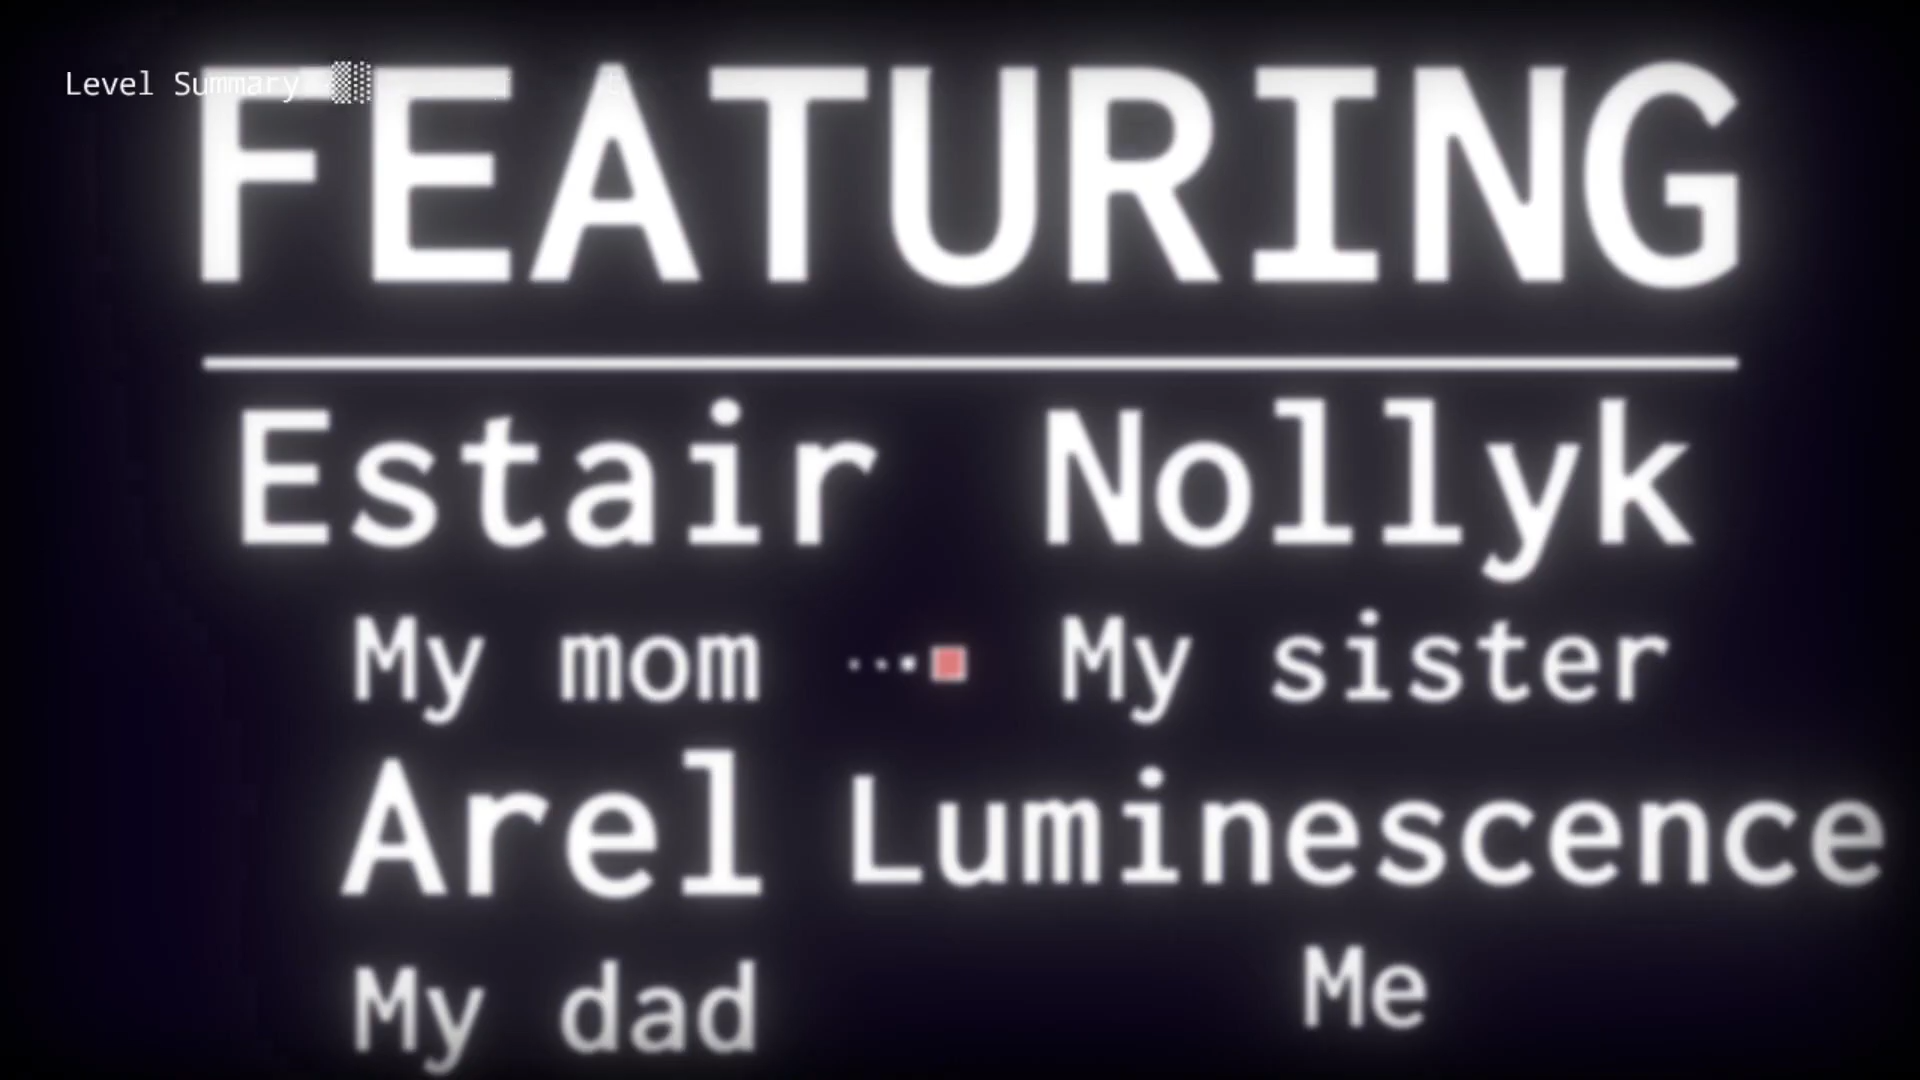 Level Summary
FEATURING
Estair Nollyk
My mom My sister
Arel Luminescence
My dad Me